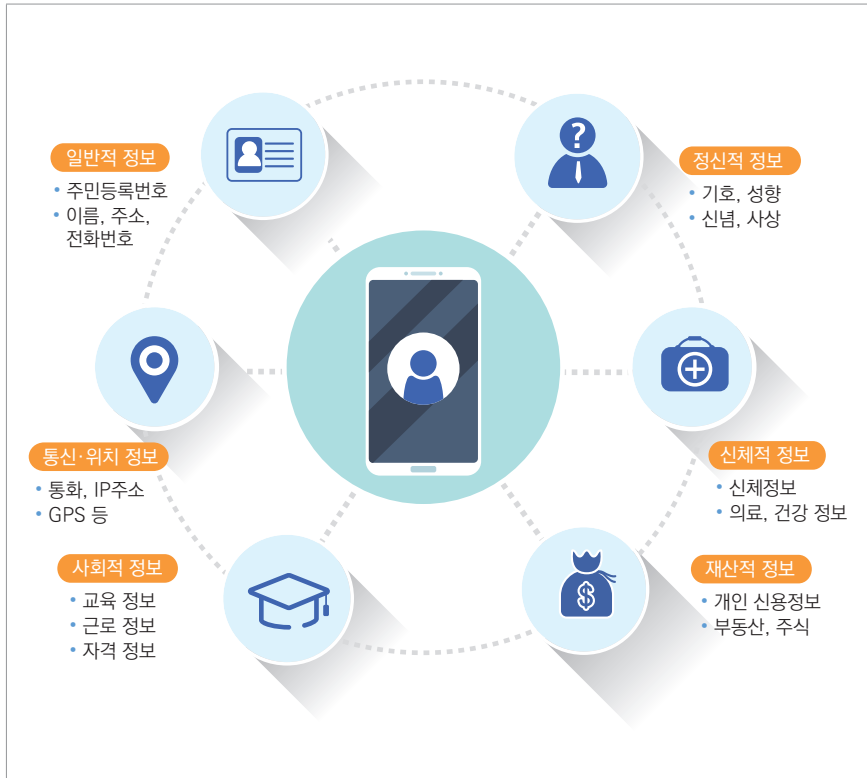 일반적 정보
• 주민등록번호
• 이름, 주소,
전화번호
정신적 정보
• 기호, 성향
• 신념, 사상
통신·위치 정보
• 통화, IP주소
• GPS 등
신체적 정보
• 신체정보
• 의료, 건강 정보
사회적 정보
• 교육 정보
• 근로 정보
• 자격 정보
재산적 정보
• 개인 신용정보
• 부동산, 주식